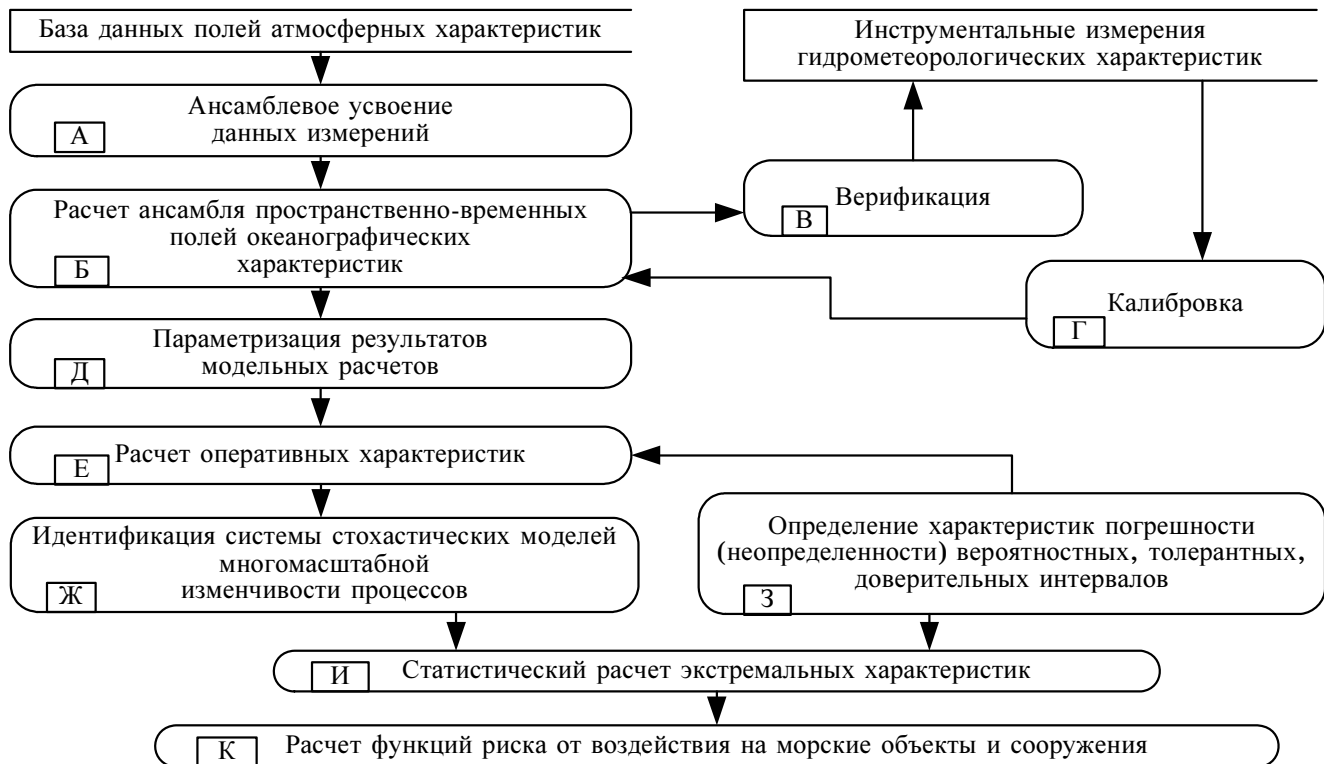 База данных полей атмосферных характеристик
Инструментальные измерения
гидрометеорологических характеристик
Ансамблевое усвоение
данных измерений
А
Расчет ансамбля пространственно-временных
полей океанографических
характеристик
Б
Верификация
В
Калибровка
Г
Параметризация результатов
модельных расчетов
Д
Расчет оперативных характеристик
Е
Идентификация системы стохастических моделей
многомасштабной
изменчивости процессов
Ж
Определение характеристик погрешности
(неопределенности) вероятностных, толерантных,
доверительных интервалов
З
Статистический расчет экстремальных характеристик
И
Расчет функций риска от воздействия на морские объекты и сооружения
К